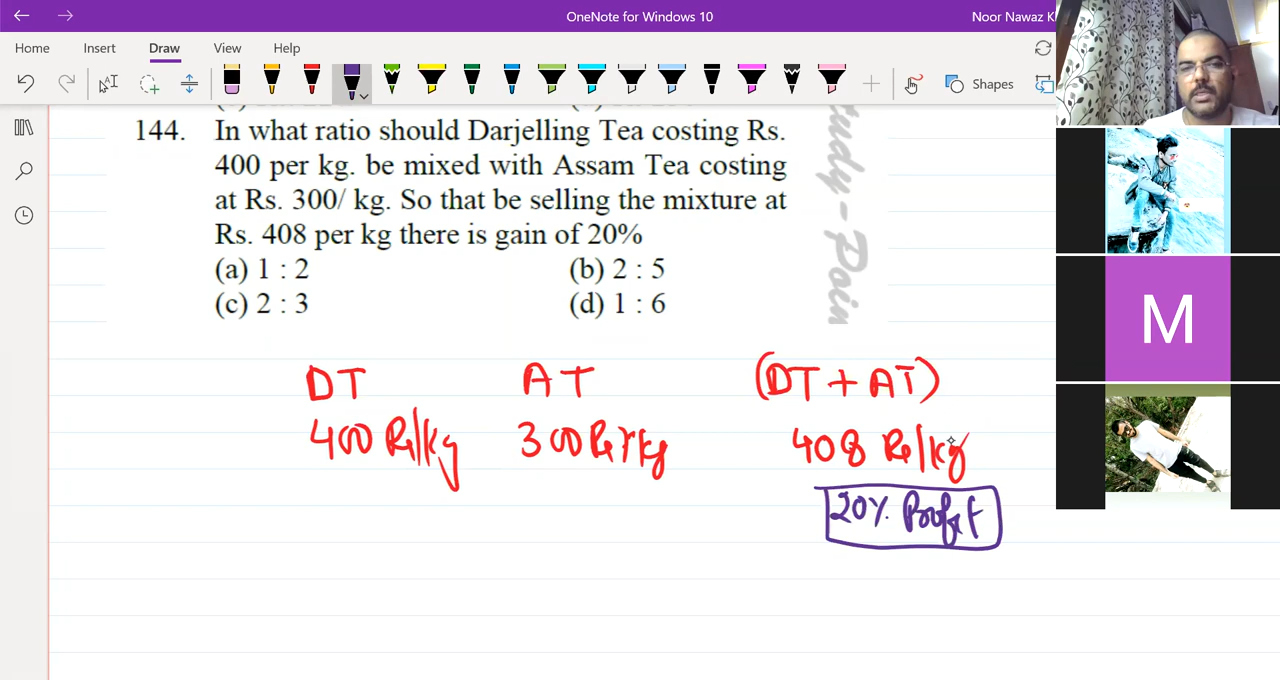 OneNote for Windows 10
Noor Nawaz K
Home Insert Draw View Help
Shapes
144. In what ratio should Darjelling Tea costing Rs.
400 per kg. be mixed with Assam Tea costing
at Rs. 300/ kg. So that be selling the mixture at
Rs. 408 per kg there is gain of 20%
(a) 1 : 2 (b) 2 : 5
(c) 2 : 3 (d) 1 : 6
tudy - Poin
DT AT (DT + AT)
400 Rs/kg 300 Rs/kg 408 Rs/kg
20% Profit
M